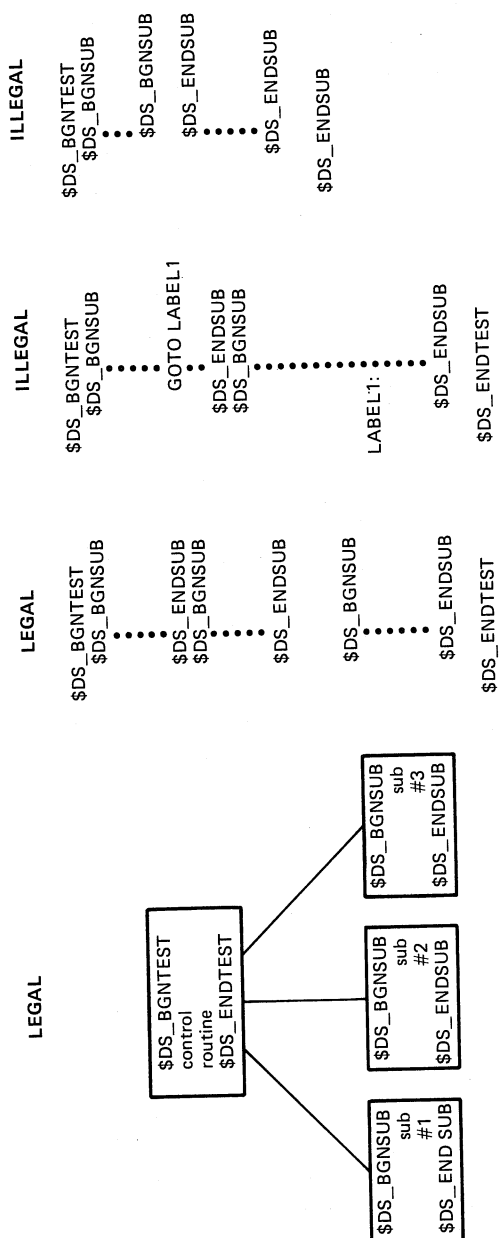 LEGAL
$DS_BGNTEST
control
routine
$DS_ENDTEST
$DS_BGNSUB
sub
#1
$DS_END SUB
$DS_BGNSUB
sub
#2
$DS_ENDSUB
$DS_BGNSUB
sub
#3
$DS_ENDSUB
LEGAL
$DS_BGNTEST
$DS_BGNSUB
$DS_ENDSUB
$DS_BGNSUB
$DS_ENDSUB
$DS_BGNSUB
$DS_ENDSUB
$DS_ENDTEST
ILLEGAL
$DS_BGNTEST
$DS_BGNSUB
GOTO LABEL1
$DS_ENDSUB
$DS_BGNSUB
LABEL1:
$DS_ENDSUB
$DS_ENDTEST
ILLEGAL
$DS_BGNTEST
$DS_BGNSUB
$DS_BGNSUB
$DS_ENDSUB
$DS_ENDSUB
$DS_ENDSUB